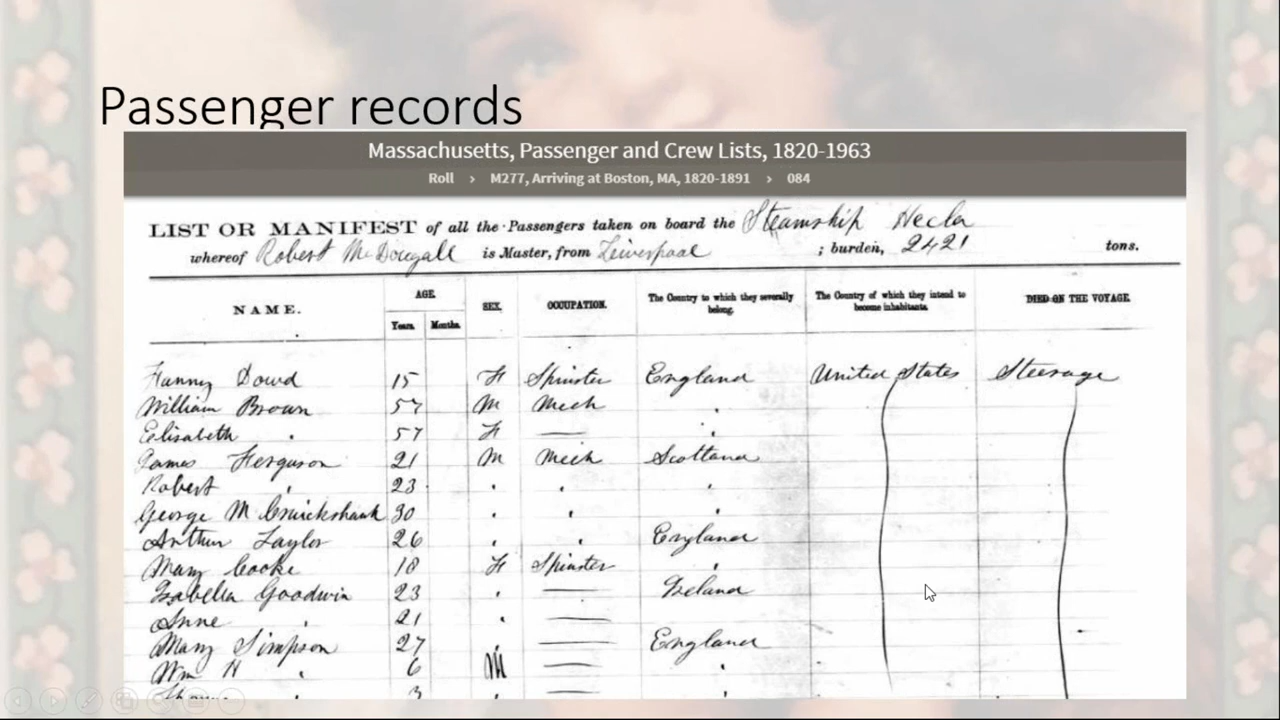 Passenger records
Massachusetts, Passenger and Crew Lists, 1820-1963
Roll > M277, Arriving at Boston, MA, 1820-1891 > 084
LIST OR MANIFEST of all the Passengers taken on board the Steamship Hecla
whereof Robert McDougall is Master, from Liverpool ; burden, 2421 tons.
NAME. AGE. SEX. OCCUPATION. The Country to which they severally belong. The Country of which they intend to become inhabitants. DIED ON THE VOYAGE.
Years. Months.
Fanny Dowd 15 F Spinster England United States Steerage
William Brown 57 M Mech "
Elisabeth " 57 F — "
James Ferguson 21 M Mech Scotland
Robert " 23 " " "
George M Cruickshank 30 " " "
Arthur Taylor 26 " " England
Mary Cooke 18 F Spinster "
Isabella Goodwin 23 " — Ireland
Anne " 21 " —
Mary Simpson 27 — England
Wm H " 6 M — "
" 3 — "